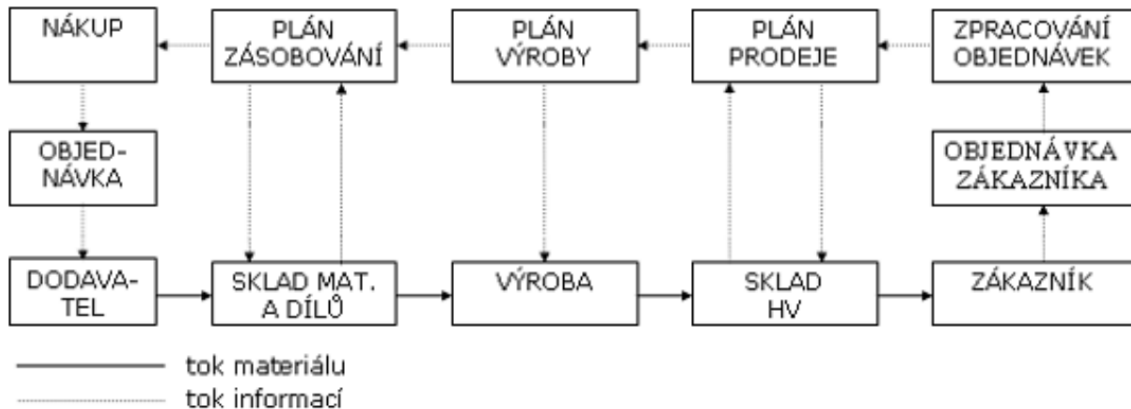 NÁKUP
PLÁN
ZÁSOBOVÁNÍ
PLÁN
VÝROBY
PLÁN
PRODEJE
ZPRACOVÁNÍ
OBJEDNÁVEK
OBJED-
NÁVKA
OBJEDNÁVKA
ZÁKAZNÍKA
DODAVA-
TEL
SKLAD MAT.
A DÍLŮ
VÝROBA
SKLAD
HV
ZÁKAZNÍK
tok materiálu
tok informací